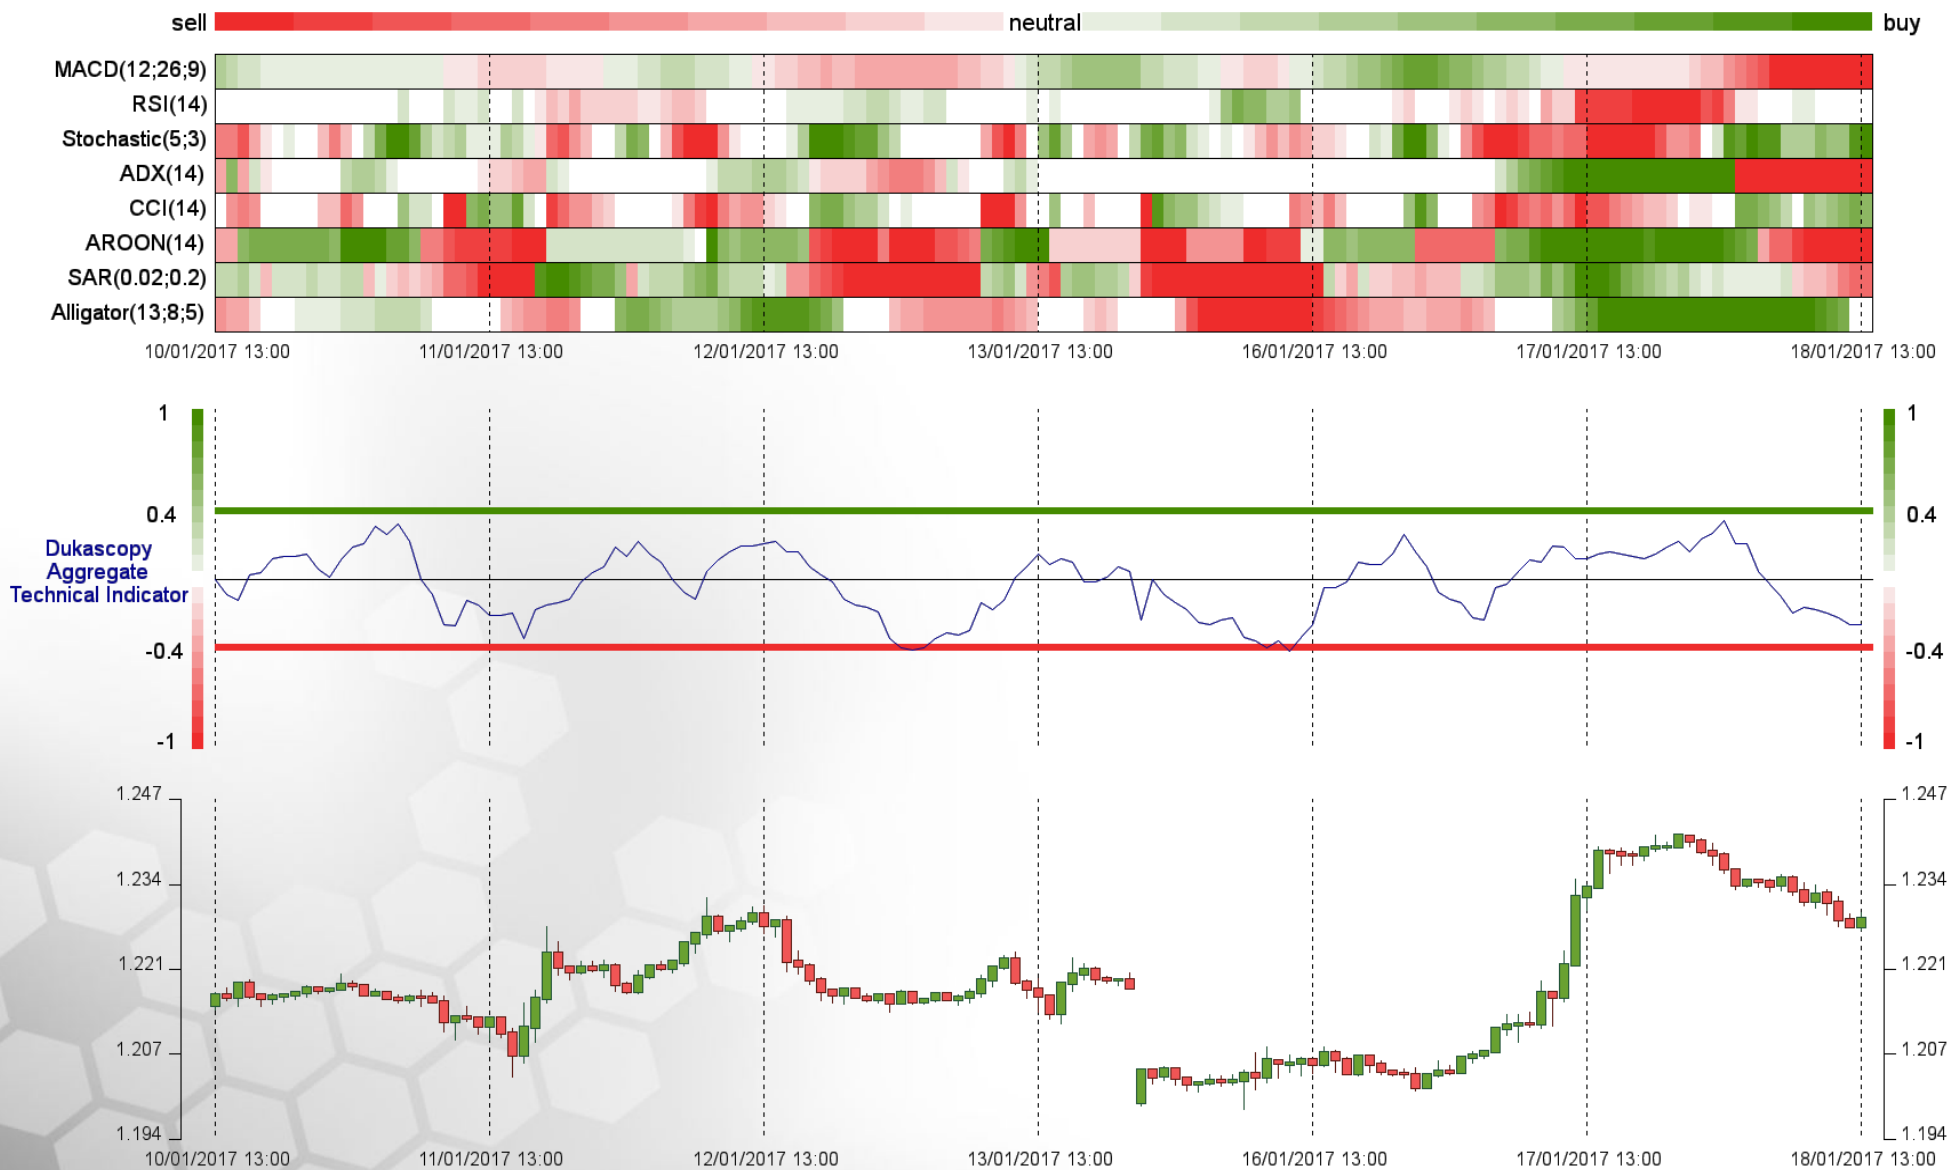 sell neutral buy
MACD(12;26;9)
RSI(14)
Stochastic(5;3)
ADX(14)
CCI(14)
AROON(14)
SAR(0.02;0.2)
Alligator(13;8;5)
10/01/2017 13:00 11/01/2017 13:00 12/01/2017 13:00 13/01/2017 13:00 16/01/2017 13:00 17/01/2017 13:00 18/01/2017 13:00
1 1
0.4 0.4
Dukascopy
Aggregate
Technical Indicator
-0.4 -0.4
-1 -1
1.247 1.247
1.234 1.234
1.221 1.221
1.207 1.207
1.194 1.194
10/01/2017 13:00 11/01/2017 13:00 12/01/2017 13:00 13/01/2017 13:00 16/01/2017 13:00 17/01/2017 13:00 18/01/2017 13:00